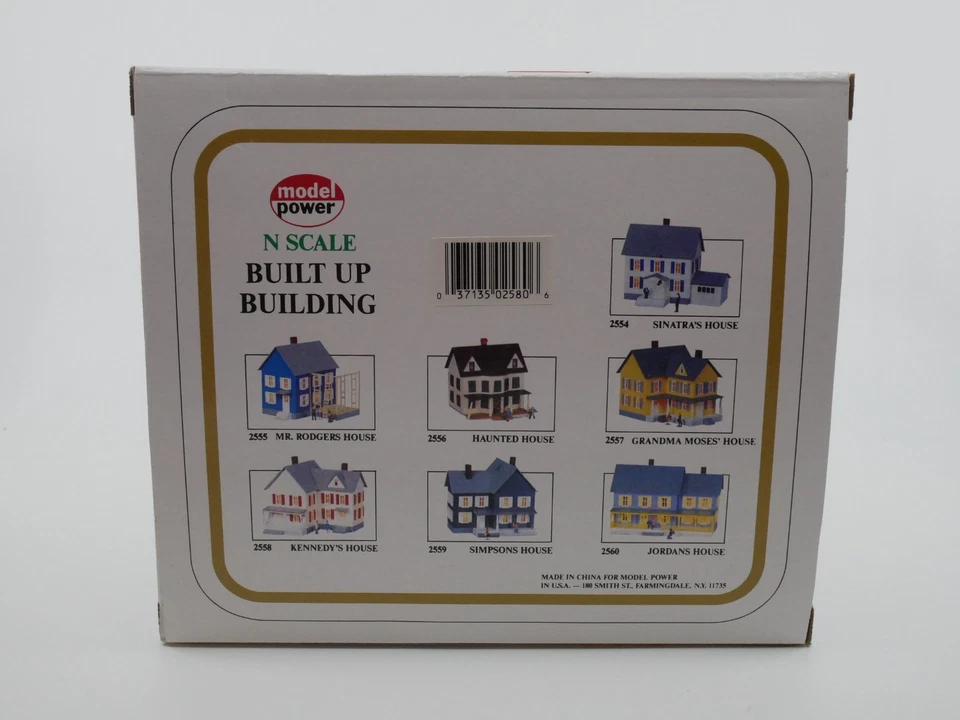 model
power
N SCALE
BUILT UP
BUILDING
0 37135 02580 6
2554 SINATRA'S HOUSE
2555 MR. RODGERS HOUSE
2556 HAUNTED HOUSE
2557 GRANDMA MOSES' HOUSE
2558 KENNEDY'S HOUSE
2559 SIMPSONS HOUSE
2560 JORDANS HOUSE
MADE IN CHINA FOR MODEL POWER
IN U.S.A. — 180 SMITH ST., FARMINGDALE, N.Y. 11735